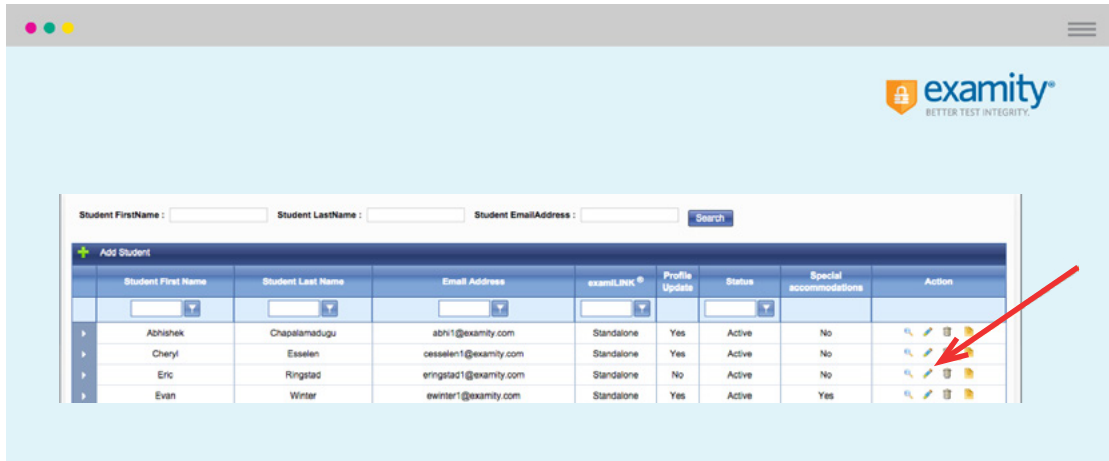 examity®
BETTER TEST INTEGRITY.
Student FirstName : Student LastName : Student EmailAddress : Search
Add Student
Student First Name Student Last Name Email Address examiLINK ® Profile Update Status Special accommodations Action
Abhishek Chapalamadugu abhi1@examity.com Standalone Yes Active No
Cheryl Esselen cesselen1@examity.com Standalone Yes Active No
Eric Ringstad eringstad1@examity.com Standalone No Active No
Evan Winter ewinter1@examity.com Standalone Yes Active Yes